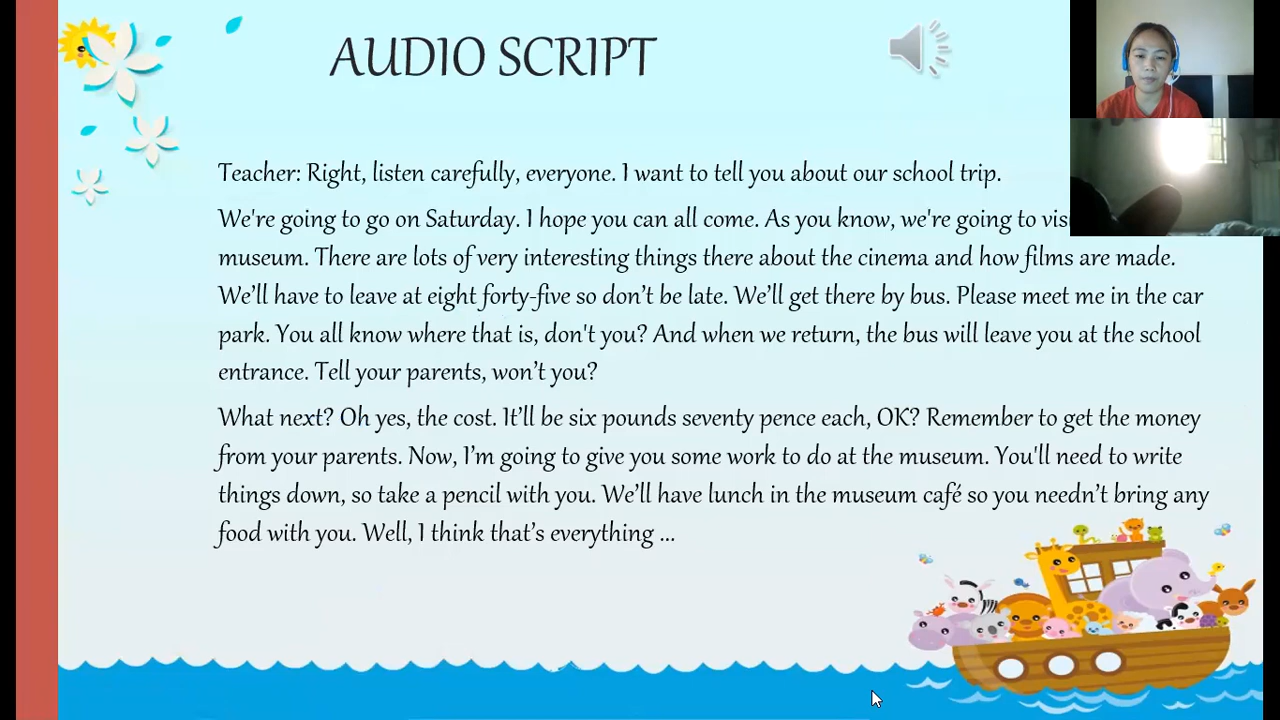 AUDIO SCRIPT
Teacher: Right, listen carefully, everyone. I want to tell you about our school trip.
We're going to go on Saturday. I hope you can all come. As you know, we're going to
museum. There are lots of very interesting things there about the cinema and how films are made.
We’ll have to leave at eight forty-five so don’t be late. We’ll get there by bus. Please meet me in the car
park. You all know where that is, don't you? And when we return, the bus will leave you at the school
entrance. Tell your parents, won’t you?
What next? Oh yes, the cost. It’ll be six pounds seventy pence each, OK? Remember to get the money
from your parents. Now, I’m going to give you some work to do at the museum. You'll need to write
things down, so take a pencil with you. We’ll have lunch in the museum café so you needn’t bring any
food with you. Well, I think that’s everything ...